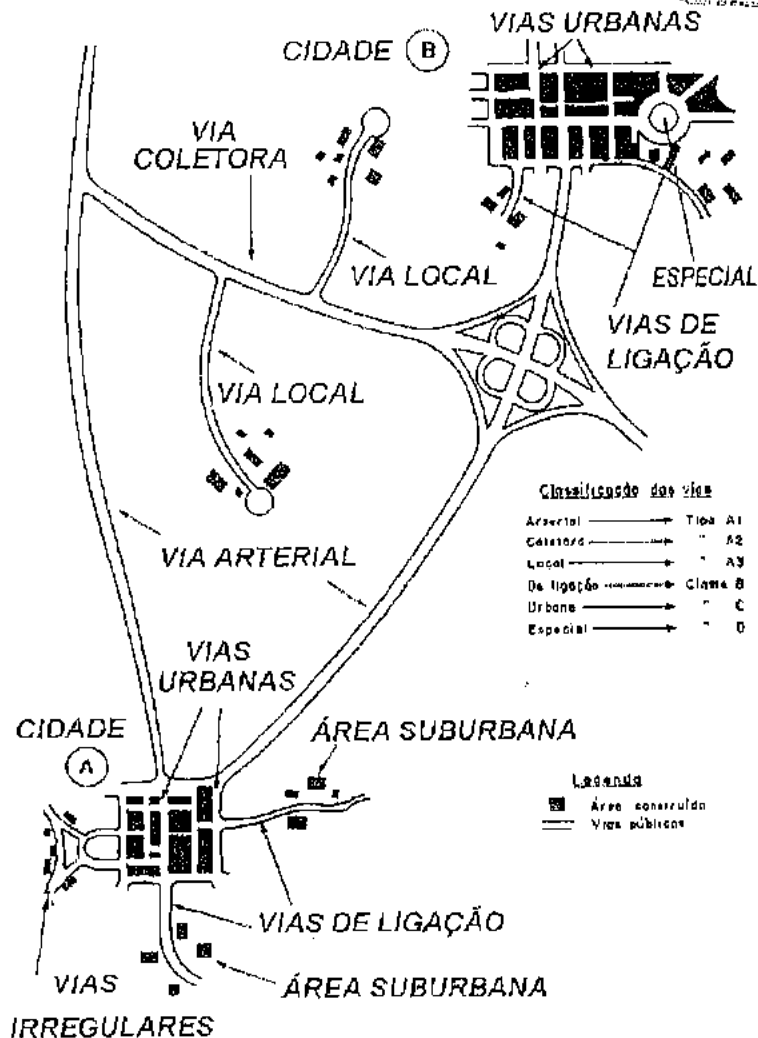 VIAS URBANAS
CIDADE B
VIA
COLETORA
VIA LOCAL
ESPECIAL
VIAS DE
LIGAÇÃO
VIA LOCAL
Classificação das vias
Arterial Tipo A1
Coletora " A2
Local " A3
De ligação Classe B
Urbana " C
Especial " D
VIA ARTERIAL
VIAS
URBANAS
CIDADE
A
ÁREA SUBURBANA
Legenda
Área construída
Vias públicas
VIAS DE LIGAÇÃO
VIAS
IRREGULARES
ÁREA SUBURBANA